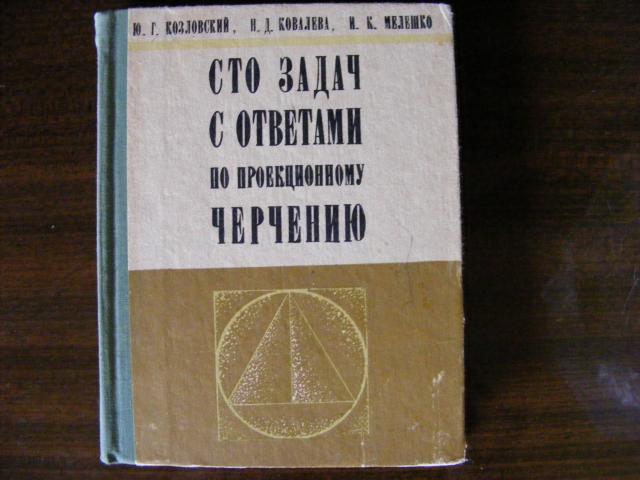 Ю. Г. КОЗЛОВСКИЙ, Н. Д. КОВАЛЕВА, И. К. МЕЛЕШКО
СТО ЗАДАЧ
С ОТВЕТАМИ
ПО ПРОЕКЦИОННОМУ
ЧЕРЧЕНИЮ